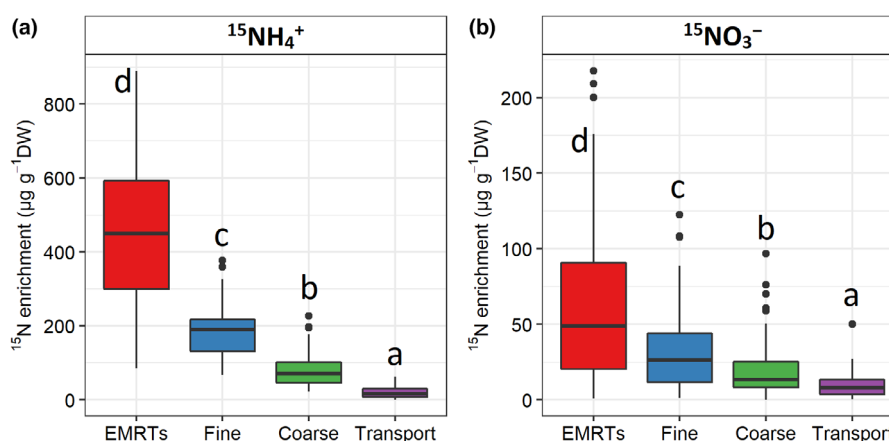 (a)
¹⁵NH₄⁺
¹⁵N enrichment (µg g⁻¹DW)
800
600
400
200
0
d
c
b
a
EMRTs Fine Coarse Transport
(b)
¹⁵NO₃⁻
¹⁵N enrichment (µg g⁻¹DW)
200
150
100
50
0
d
c
b
a
EMRTs Fine Coarse Transport